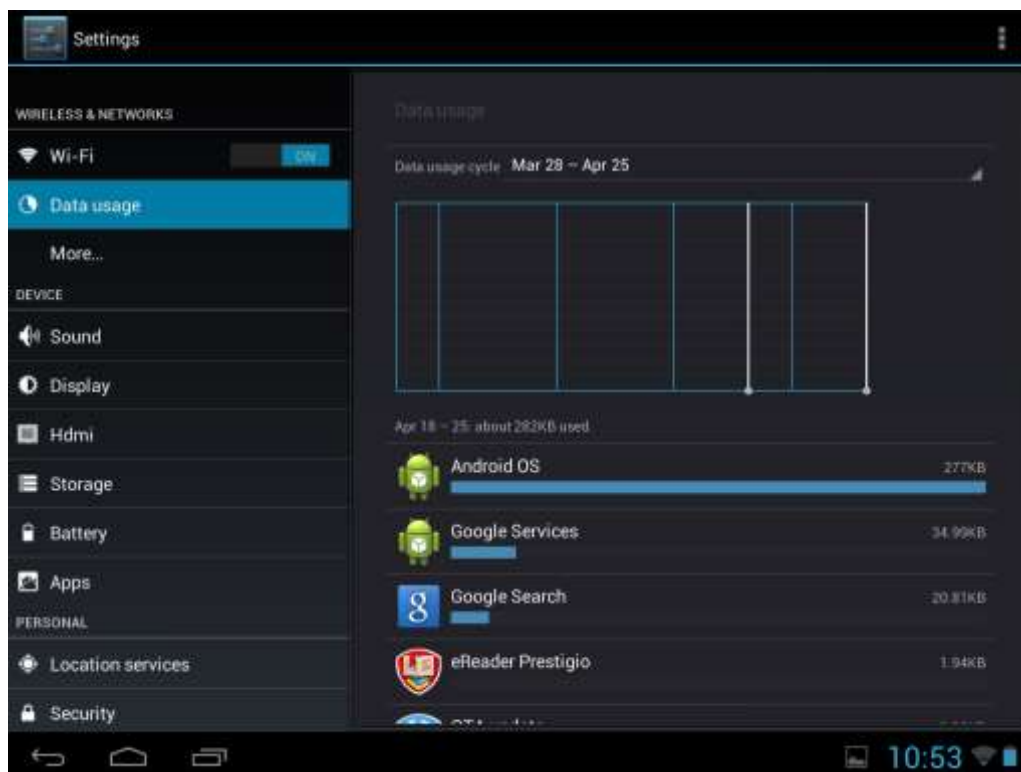 Settings
WIRELESS & NETWORKS
Wi-Fi ON
Data usage
More...
DEVICE
Sound
Display
Hdmi
Storage
Battery
Apps
PERSONAL
Location services
Security
Data usage
Data usage cycle Mar 28 – Apr 25
Apr 18 – 25: about 282KB used
Android OS 277KB
Google Services 34.99KB
Google Search 20.81KB
eReader Prestigio 1.94KB
10:53